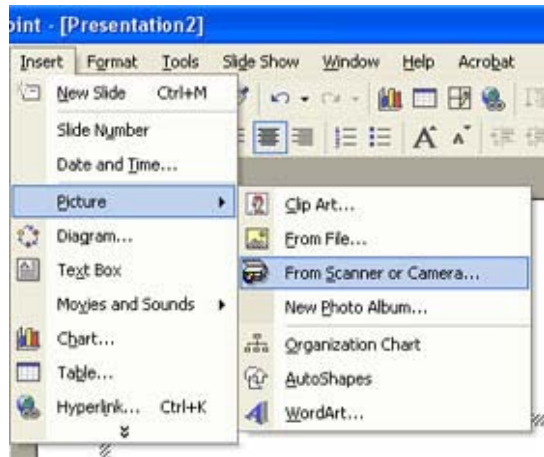 oint - [Presentation2]
Insert Format Tools Slide Show Window Help Acrobat
New Slide Ctrl+M
Slide Number
Date and Time...
Picture
Diagram...
Text Box
Movies and Sounds
Chart...
Table...
Hyperlink... Ctrl+K
Clip Art...
From File...
From Scanner or Camera...
New Photo Album...
Organization Chart
AutoShapes
WordArt...